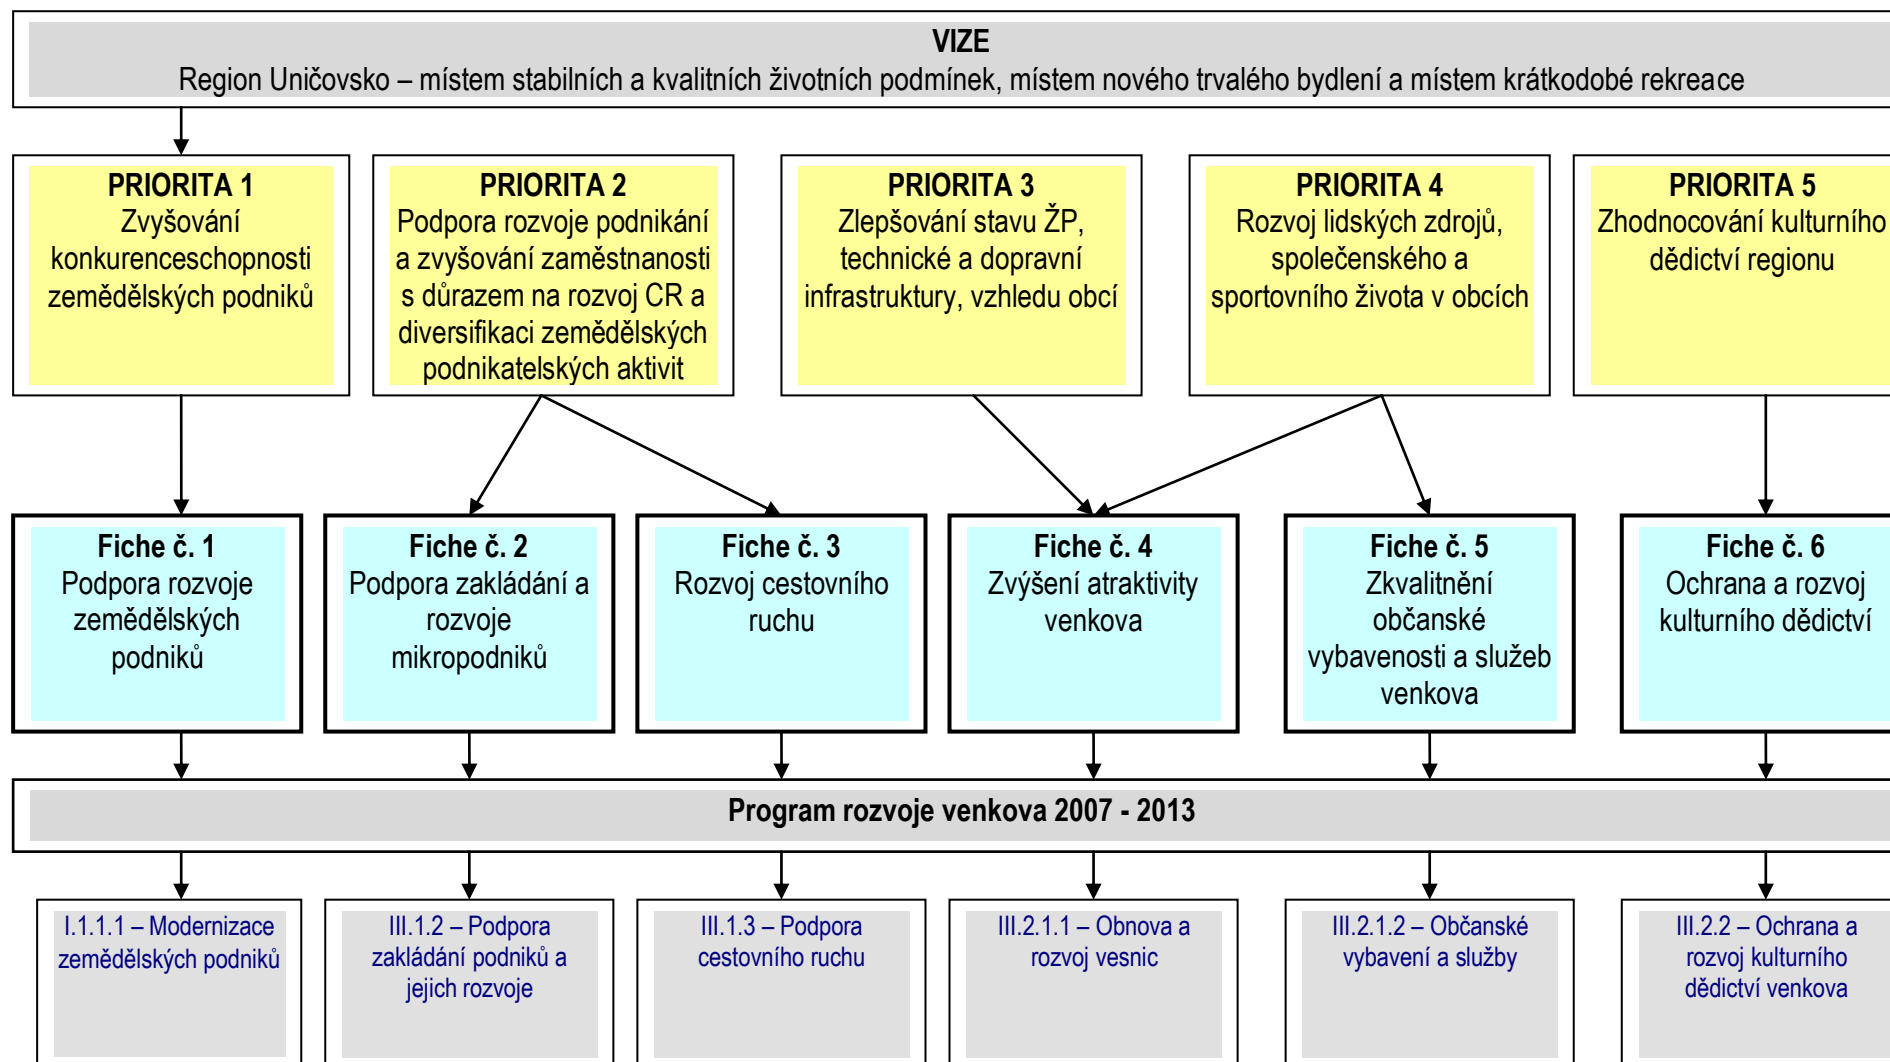 VIZE
Region Uničovsko – místem stabilních a kvalitních životních podmínek, místem nového trvalého bydlení a místem krátkodobé rekreace
PRIORITA 1
Zvyšování
konkurenceschopnosti
zemědělských podniků
PRIORITA 2
Podpora rozvoje podnikání
a zvyšování zaměstnanosti
s důrazem na rozvoj CR a
diversifikaci zemědělských
podnikatelských aktivit
PRIORITA 3
Zlepšování stavu ŽP,
technické a dopravní
infrastruktury, vzhledu obcí
PRIORITA 4
Rozvoj lidských zdrojů,
společenského a
sportovního života v obcích
PRIORITA 5
Zhodnocování kulturního
dědictví regionu
Fiche č. 1
Podpora rozvoje
zemědělských
podniků
Fiche č. 2
Podpora zakládání a
rozvoje
mikropodniků
Fiche č. 3
Rozvoj cestovního
ruchu
Fiche č. 4
Zvýšení atraktivity
venkova
Fiche č. 5
Zkvalitnění
občanské
vybavenosti a služeb
venkova
Fiche č. 6
Ochrana a rozvoj
kulturního dědictví
Program rozvoje venkova 2007 - 2013
I.1.1.1 – Modernizace
zemědělských podniků
III.1.2 – Podpora
zakládání podniků a
jejich rozvoje
III.1.3 – Podpora
cestovního ruchu
III.2.1.1 – Obnova a
rozvoj vesnic
III.2.1.2 – Občanské
vybavení a služby
III.2.2 – Ochrana a
rozvoj kulturního
dědictví venkova